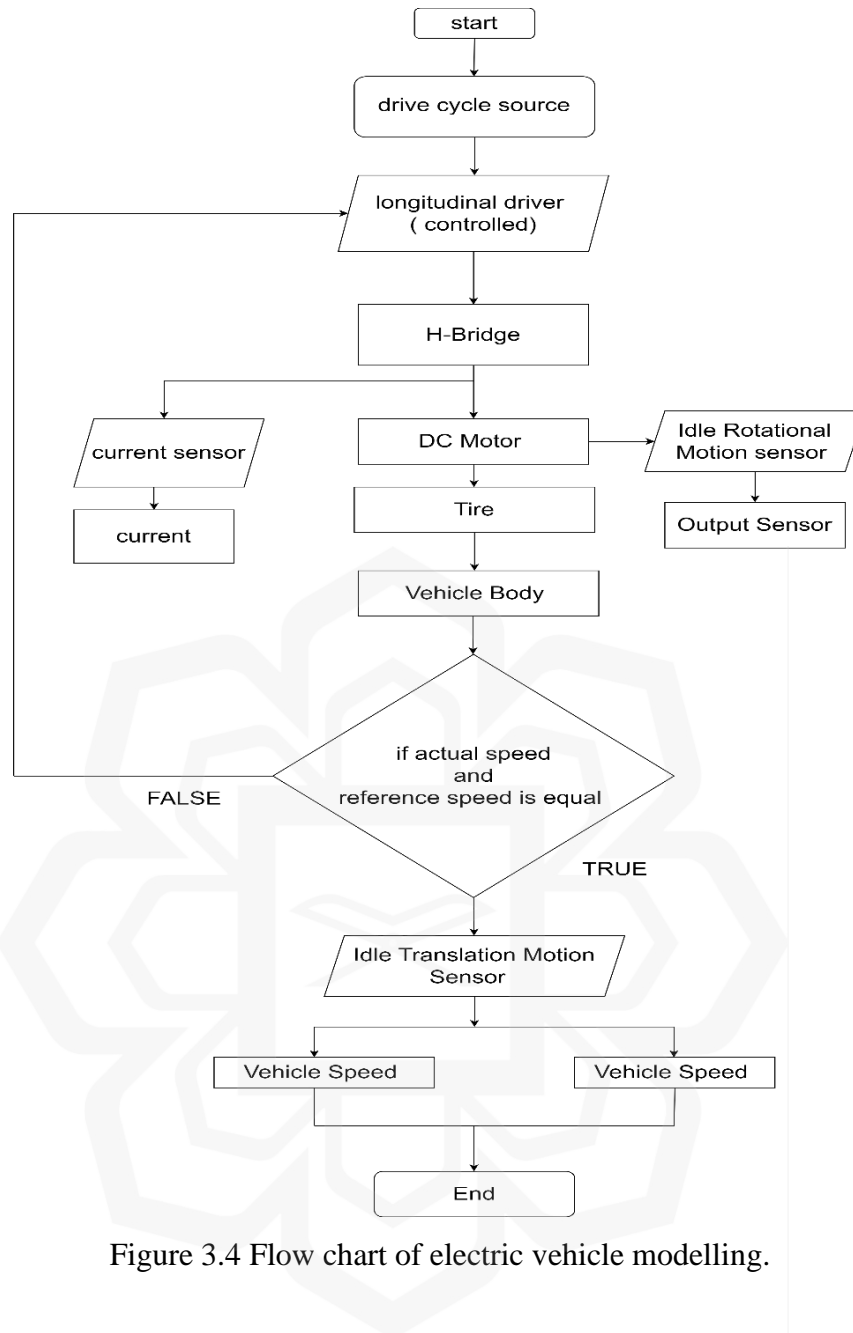 start
drive cycle source
longitudinal driver
( controlled)
H-Bridge
current sensor
DC Motor
Idle Rotational
Motion sensor
current
Tire
Output Sensor
Vehicle Body
if actual speed
and
reference speed is equal
FALSE
TRUE
Idle Translation Motion
Sensor
Vehicle Speed
Vehicle Speed
End
Figure 3.4 Flow chart of electric vehicle modelling.